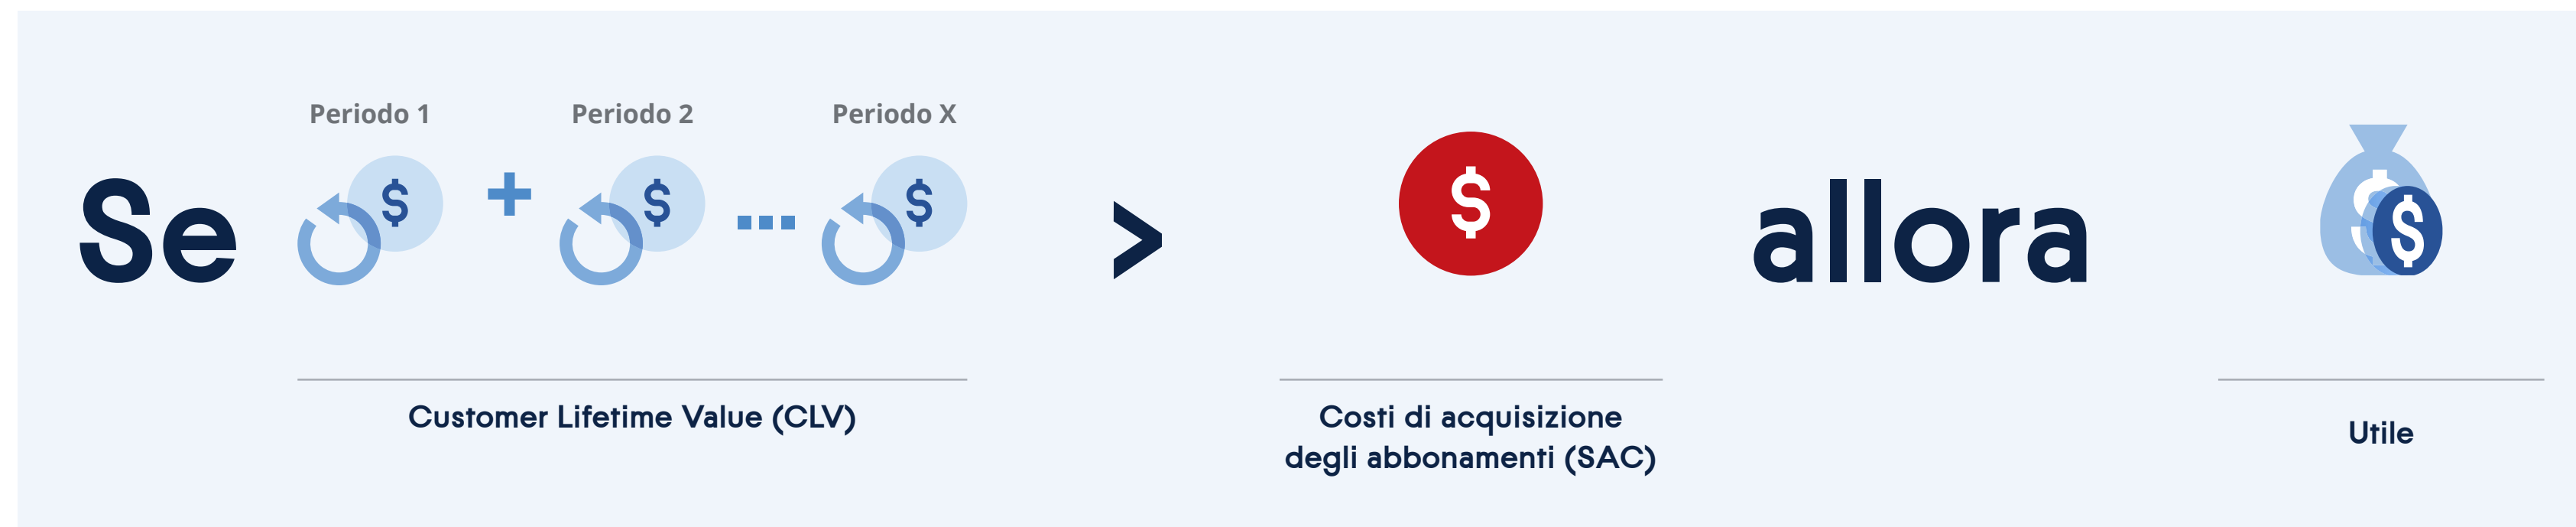 Periodo 1
Periodo 2
Periodo X
Se
$
+
$
...
$
>
$
allora
$
$
Customer Lifetime Value (CLV)
Costi di acquisizione
degli abbonamenti (SAC)
Utile